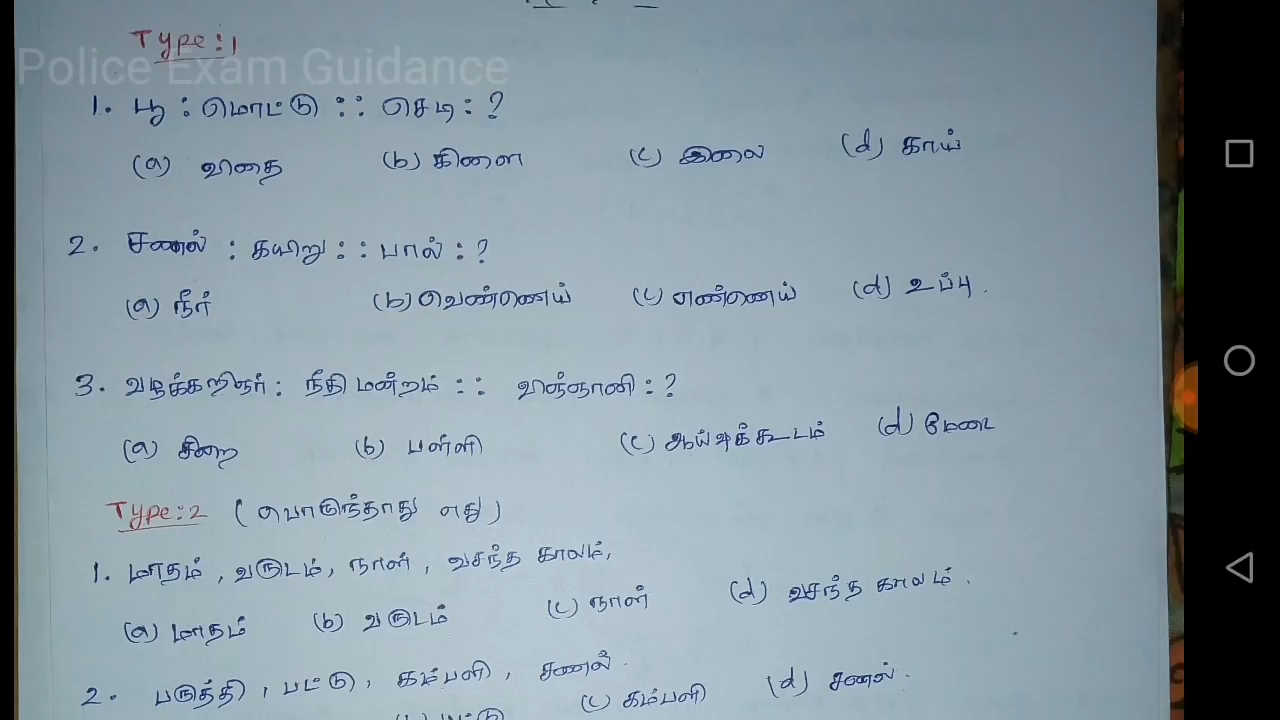 Type:1
Police Exam Guidance
1. பூ : மொட்டு :: செடி : ?
(a) விதை (b) கிளை (c) இலை (d) காய்
2. சணல் : கயிறு :: பால் : ?
(a) நீர் (b) வெண்ணெய் (c) எண்ணெய் (d) உப்பு.
3. வழக்கறிஞர் : நீதி மன்றம் :: விஞ்ஞானி : ?
(a) சிறை (b) பள்ளி (c) ஆய்வுக்கூடம் (d) மேடை
Type:2 (பொருந்தாது எது)
1. மாதம், வருடம், நாள், வசந்த காலம்,
(a) மாதம் (b) வருடம் (c) நாள் (d) வசந்த காலம்.
2. பருத்தி, பட்டு, கம்பளி, சணல்.
(c) கம்பளி (d) சணல்.